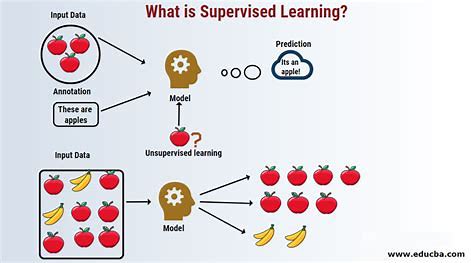 What is Supervised Learning?
Input Data
Prediction
Its an
apple!
Annotation
Model
These are
apples
?
Unsupervised learning
Input Data
Model
www.educba.com